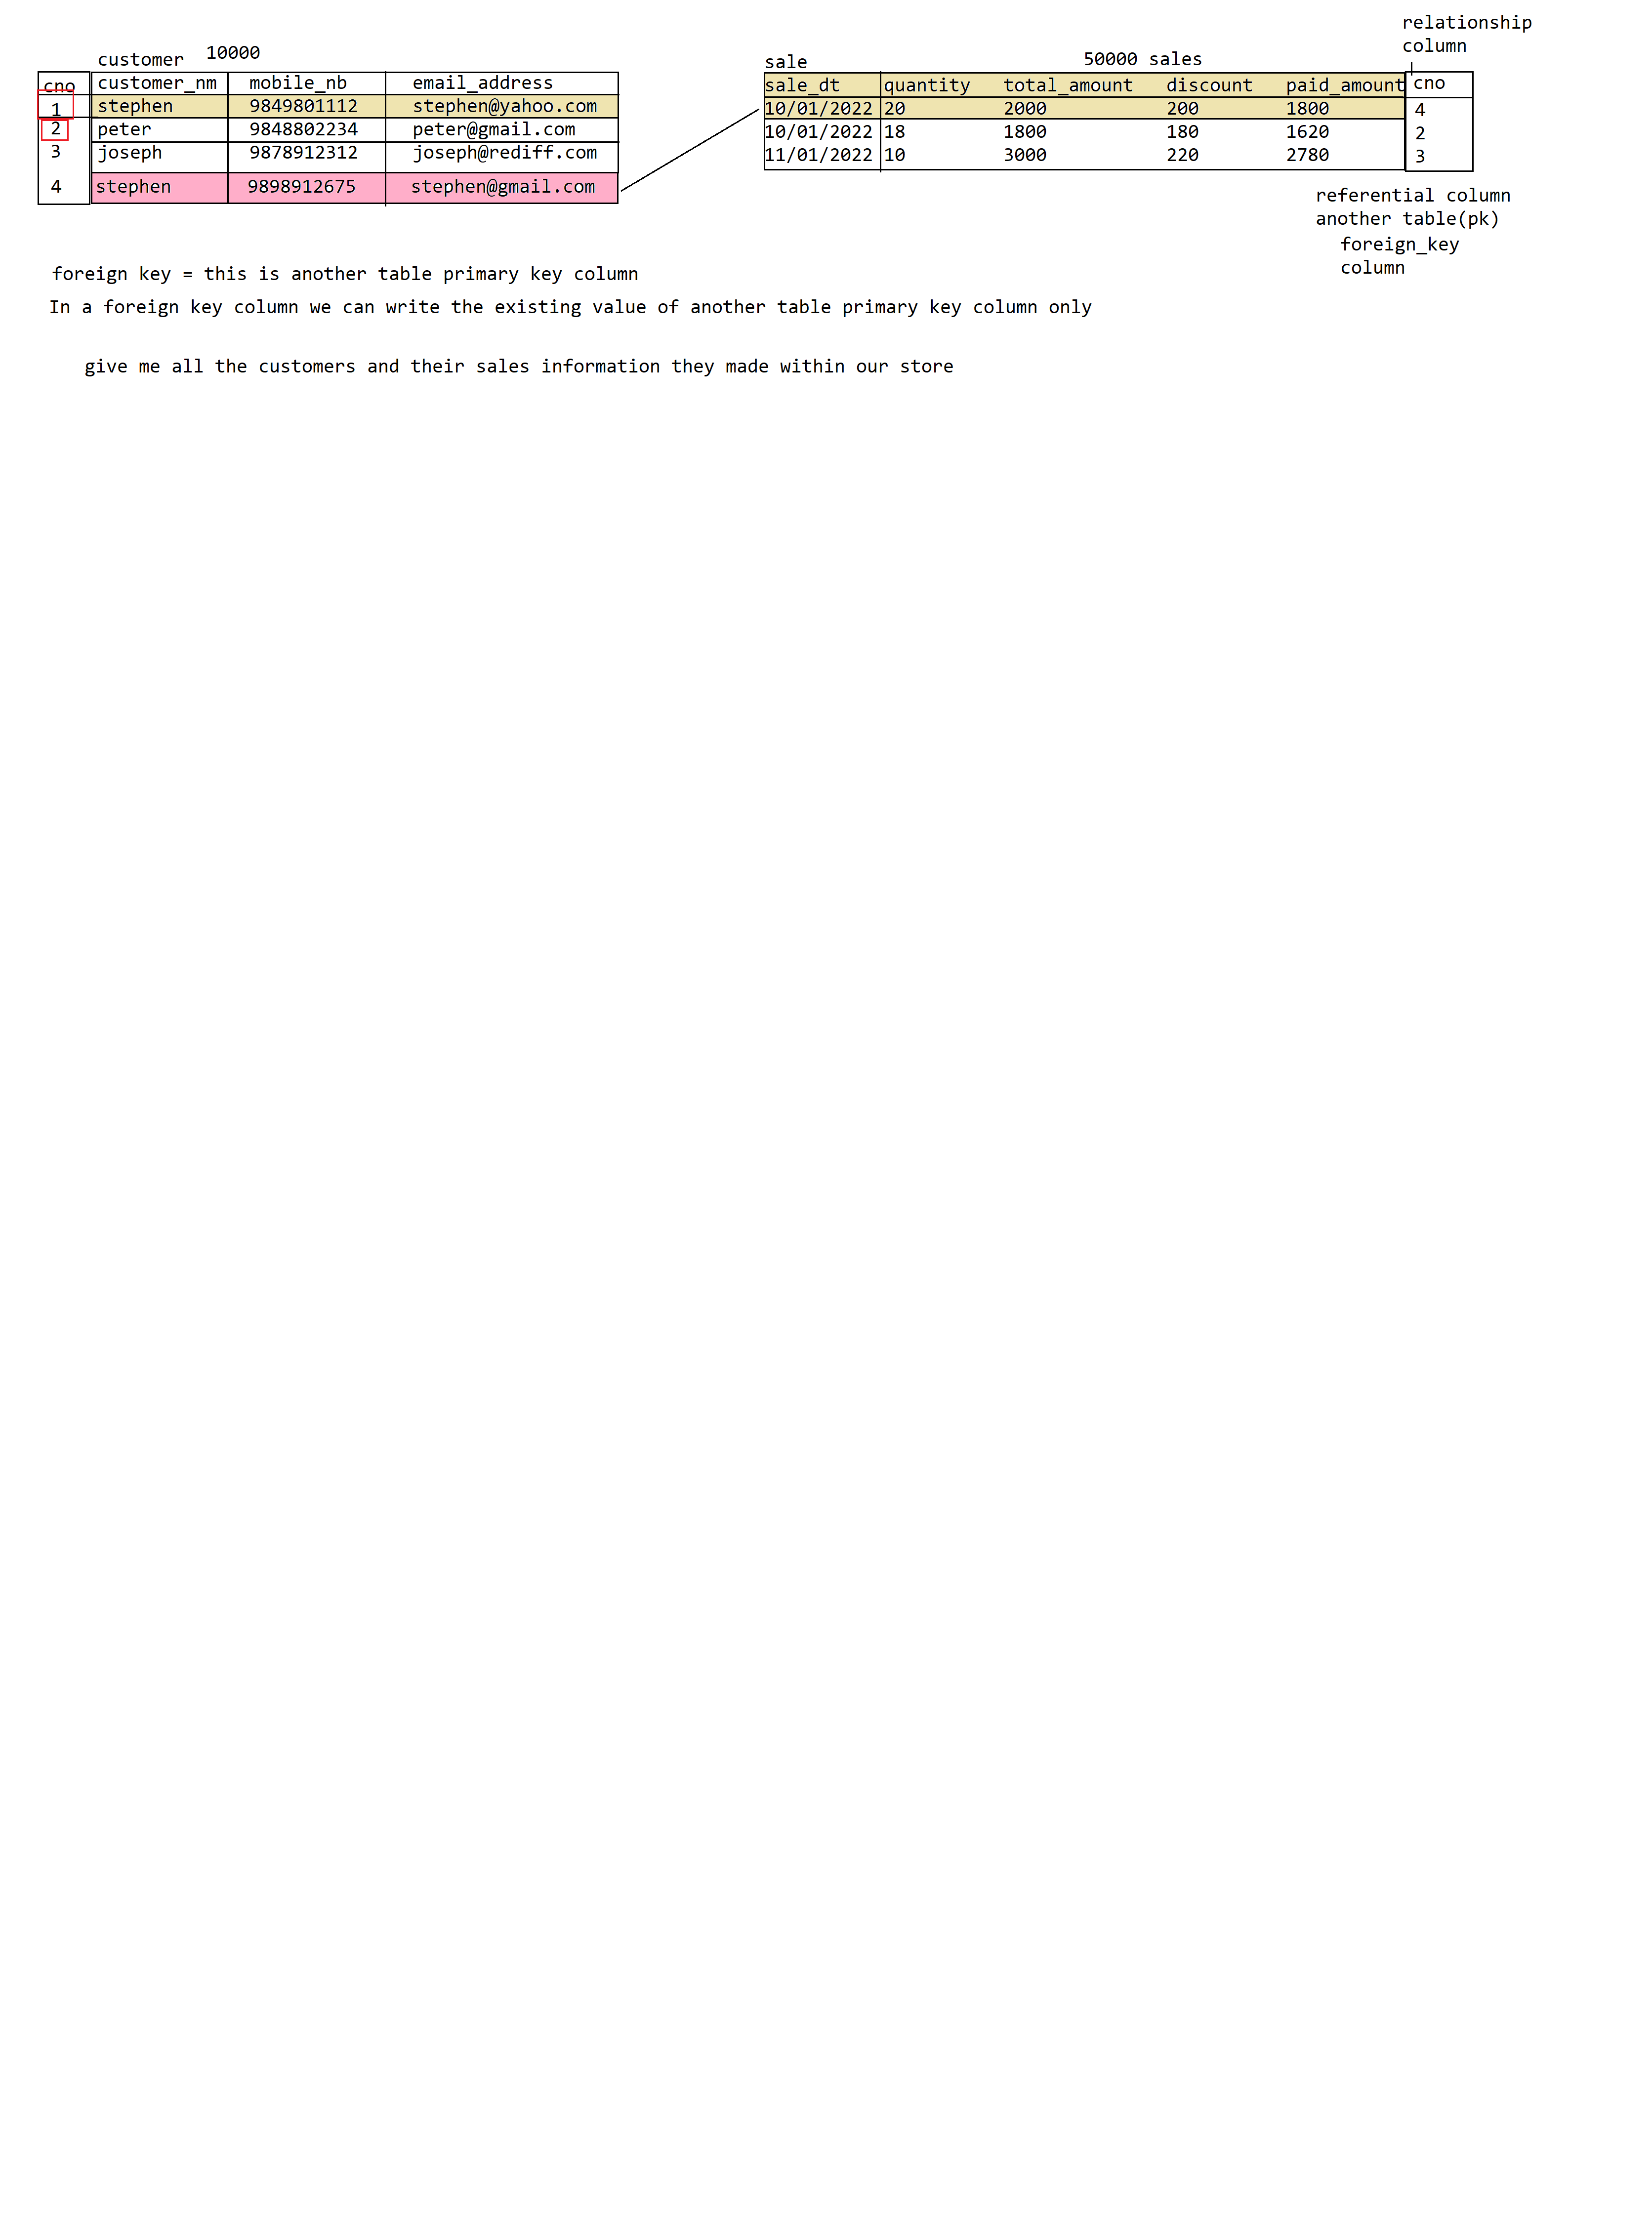 relationship
column
customer 10000
sale 50000 sales
cno customer_nm mobile_nb email_address
1 stephen 9849801112 stephen@yahoo.com
2 peter 9848802234 peter@gmail.com
3 joseph 9878912312 joseph@rediff.com
4 stephen 9898912675 stephen@gmail.com
sale_dt quantity total_amount discount paid_amount cno
10/01/2022 20 2000 200 1800 4
10/01/2022 18 1800 180 1620 2
11/01/2022 10 3000 220 2780 3
referential column
another table(pk)
foreign_key
column
foreign key = this is another table primary key column
In a foreign key column we can write the existing value of another table primary key column only
give me all the customers and their sales information they made within our store